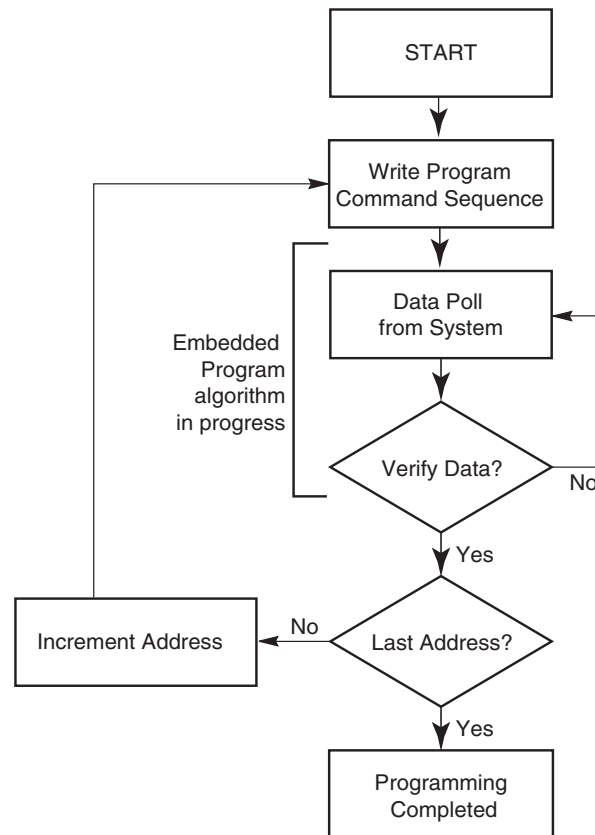 START
Write Program
Command Sequence
Data Poll
from System
Embedded
Program
algorithm
in progress
Verify Data?
No
Yes
Last Address?
No
Increment Address
Yes
Programming
Completed